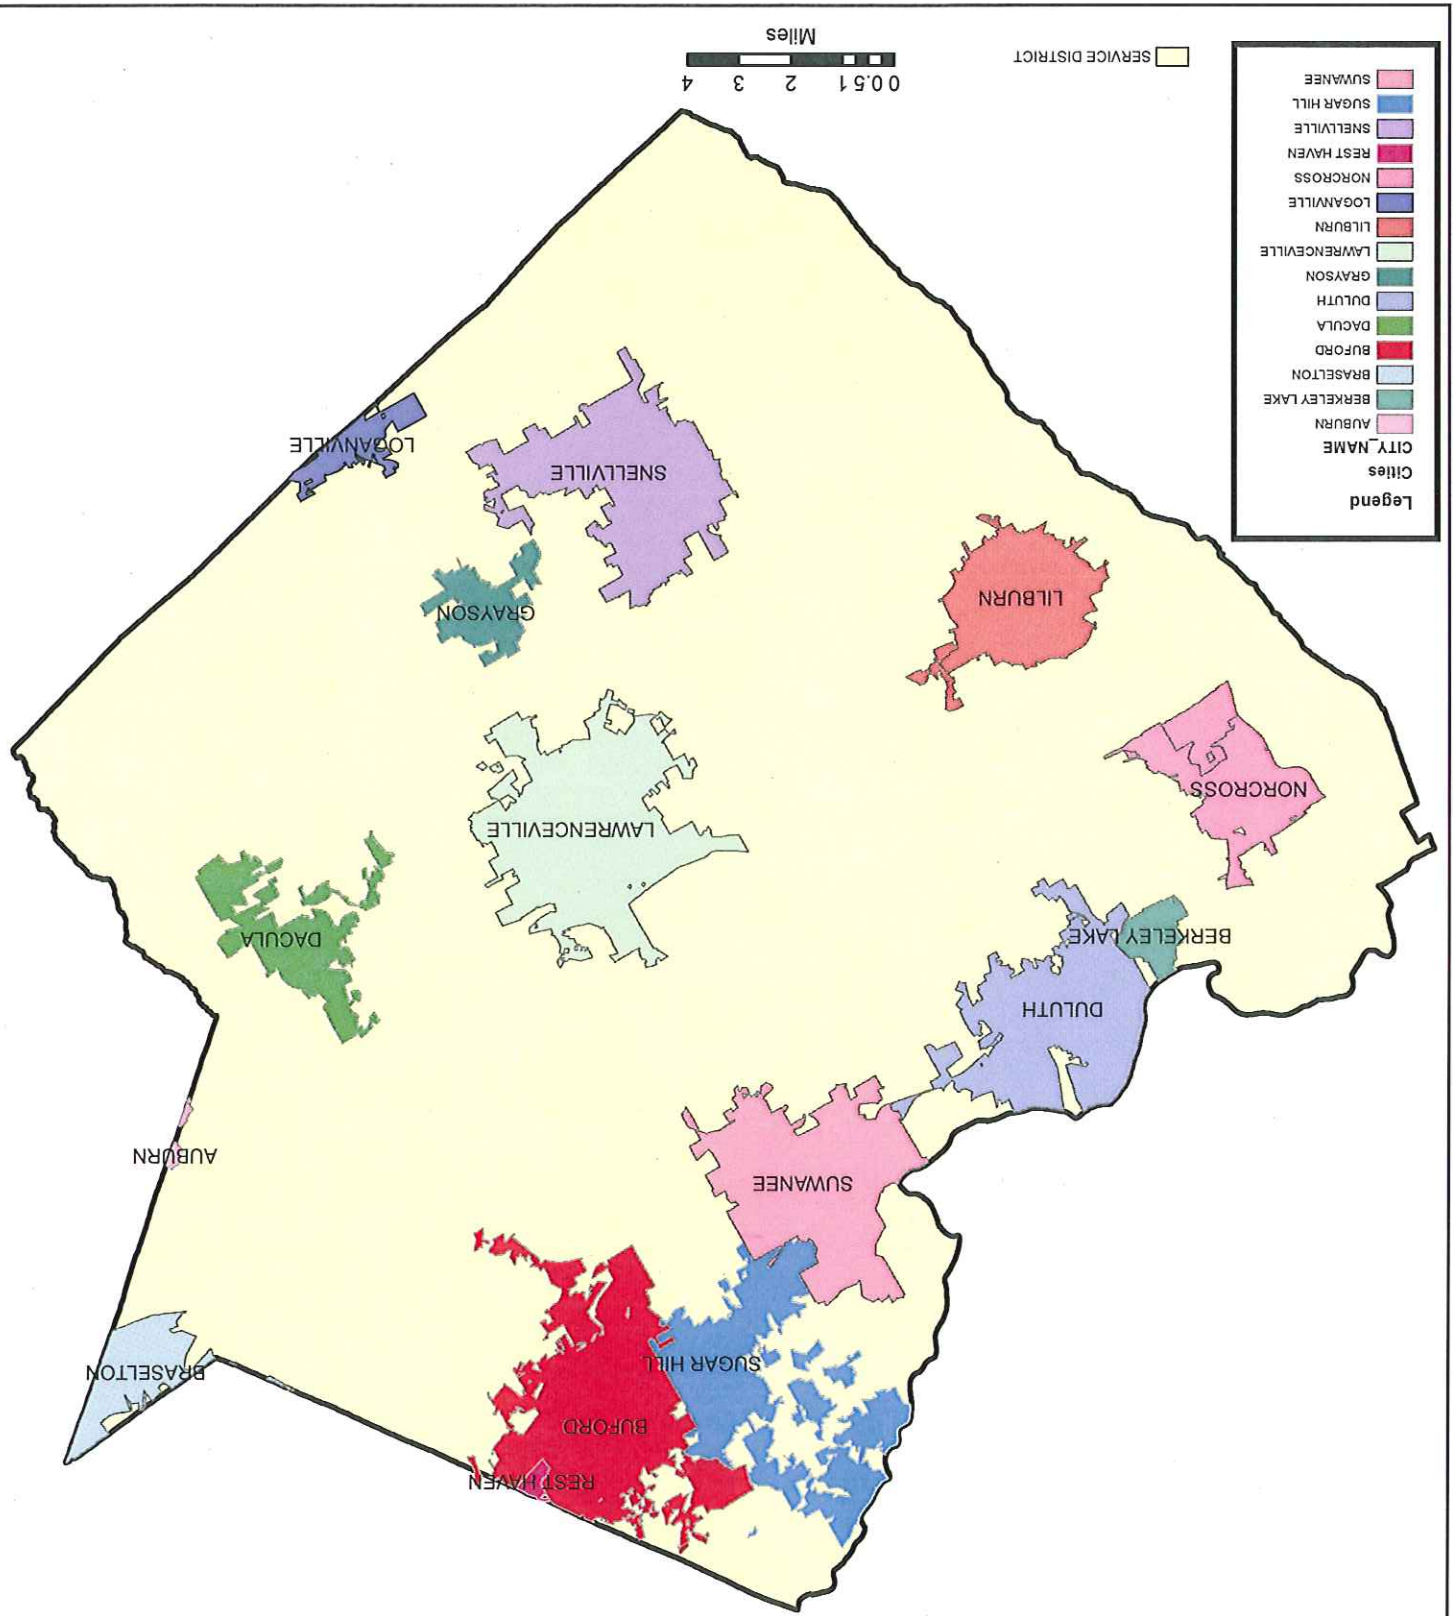 REST HAVEN
BUFORD
SUGAR HILL
BRASELTON
SUWANEE
AUBURN
DULUTH
BERKELEY LAKE
DACULA
LAWRENCEVILLE
NORCROSS
GRAYSON
LILBURN
SNELLVILLE
LOGANVILLE
Legend
Cities
CITY_NAME
AUBURN
BERKELEY LAKE
BRASELTON
BUFORD
DACULA
DULUTH
GRAYSON
LAWRENCEVILLE
LILBURN
LOGANVILLE
NORCROSS
REST HAVEN
SNELLVILLE
SUGAR HILL
SUWANEE
SERVICE DISTRICT
0 0.5 1 2 3 4
Miles